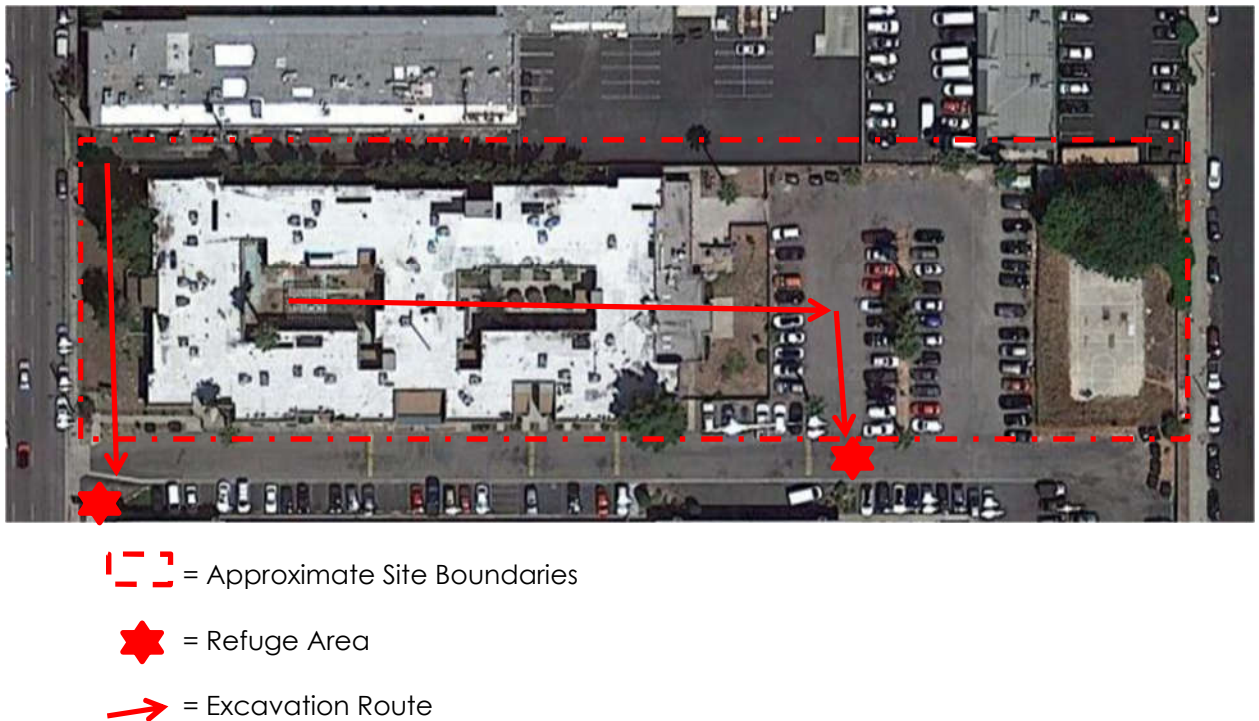 = Approximate Site Boundaries
= Refuge Area
= Excavation Route